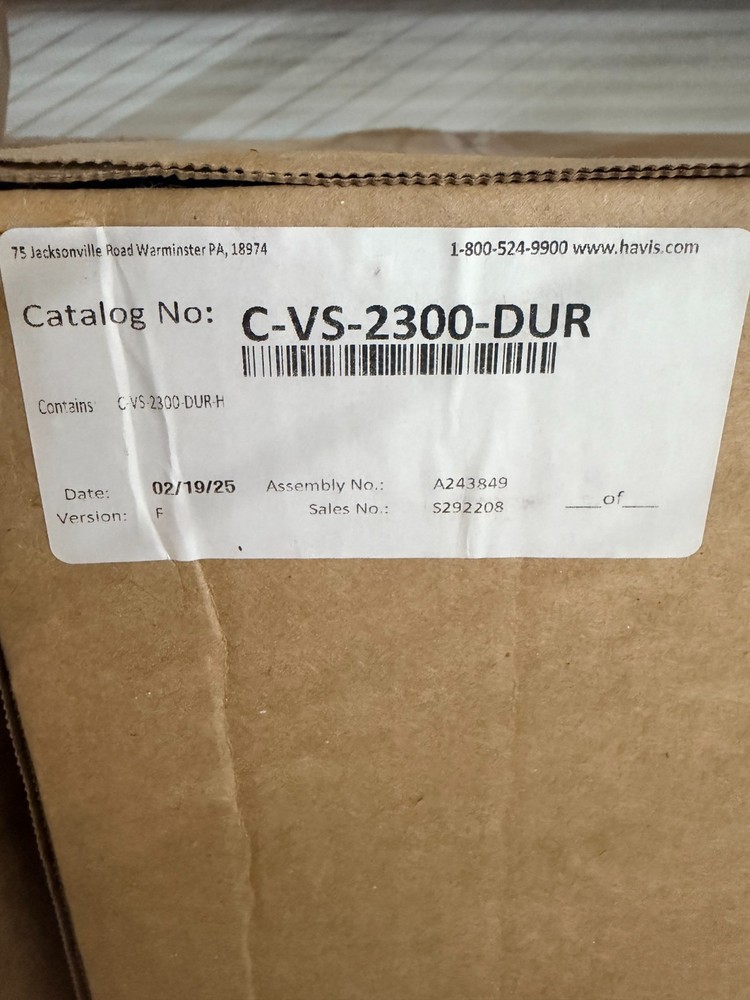 75 Jacksonville Road Warminster PA, 18974 1-800-524-9900 www.havis.com
Catalog No: C-VS-2300-DUR
Contains: C-VS-2300-DUR-H
Date: 02/19/25 Assembly No.: A243849
Version: F Sales No.: S292208 ____of____